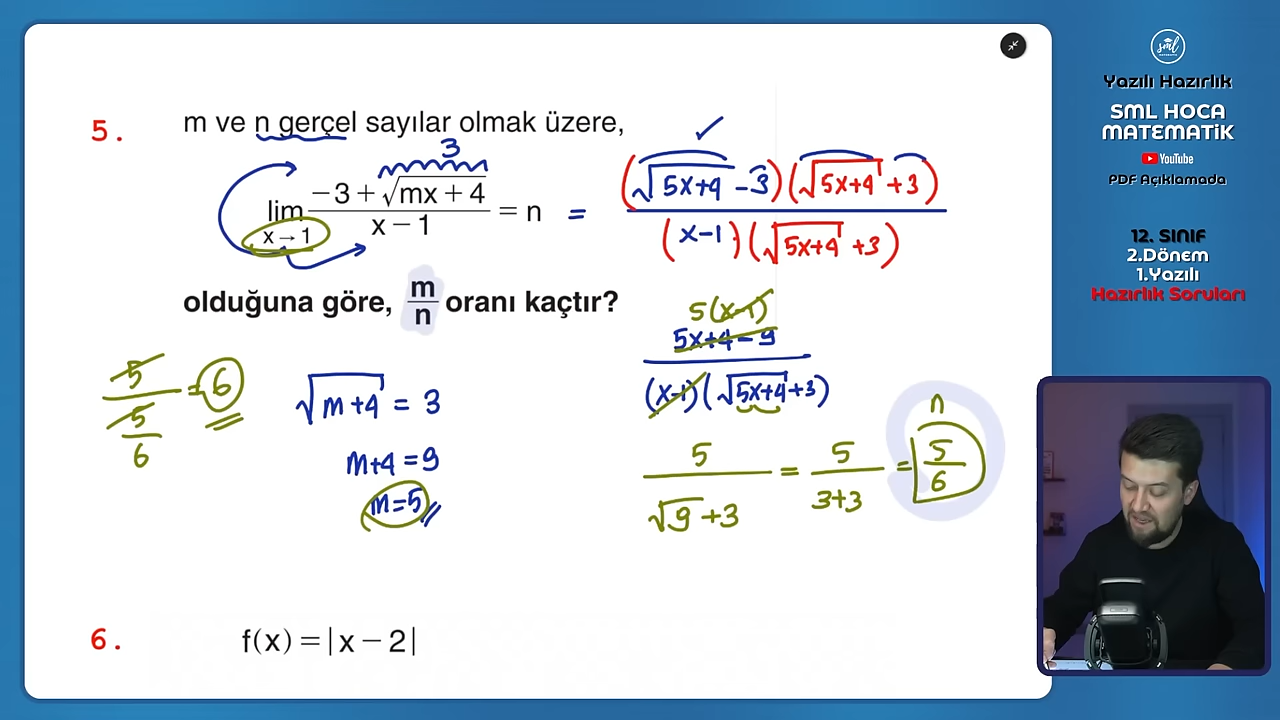 5. m ve n gerçel sayılar olmak üzere,
3
lim x→1 (−3 + √(mx + 4)) / (x − 1) = n = ((√(5x+4) − 3)(√(5x+4) + 3)) / ((x−1)(√(5x+4) + 3))
olduğuna göre, m/n oranı kaçtır?
5(x−1)
5x+4−9
(x−1)(√(5x+4)+3)
5 / (5/6) = 6
√(m+4) = 3
m+4 = 9
m=5
n
5 / (√9+3) = 5 / (3+3) = 5/6
6. f(x) = |x − 2|
sml
Yazılı Hazırlık
SML HOCA
MATEMATİK
YouTube
PDF Açıklamada
12. SINIF
2.Dönem
1.Yazılı
Hazırlık Soruları